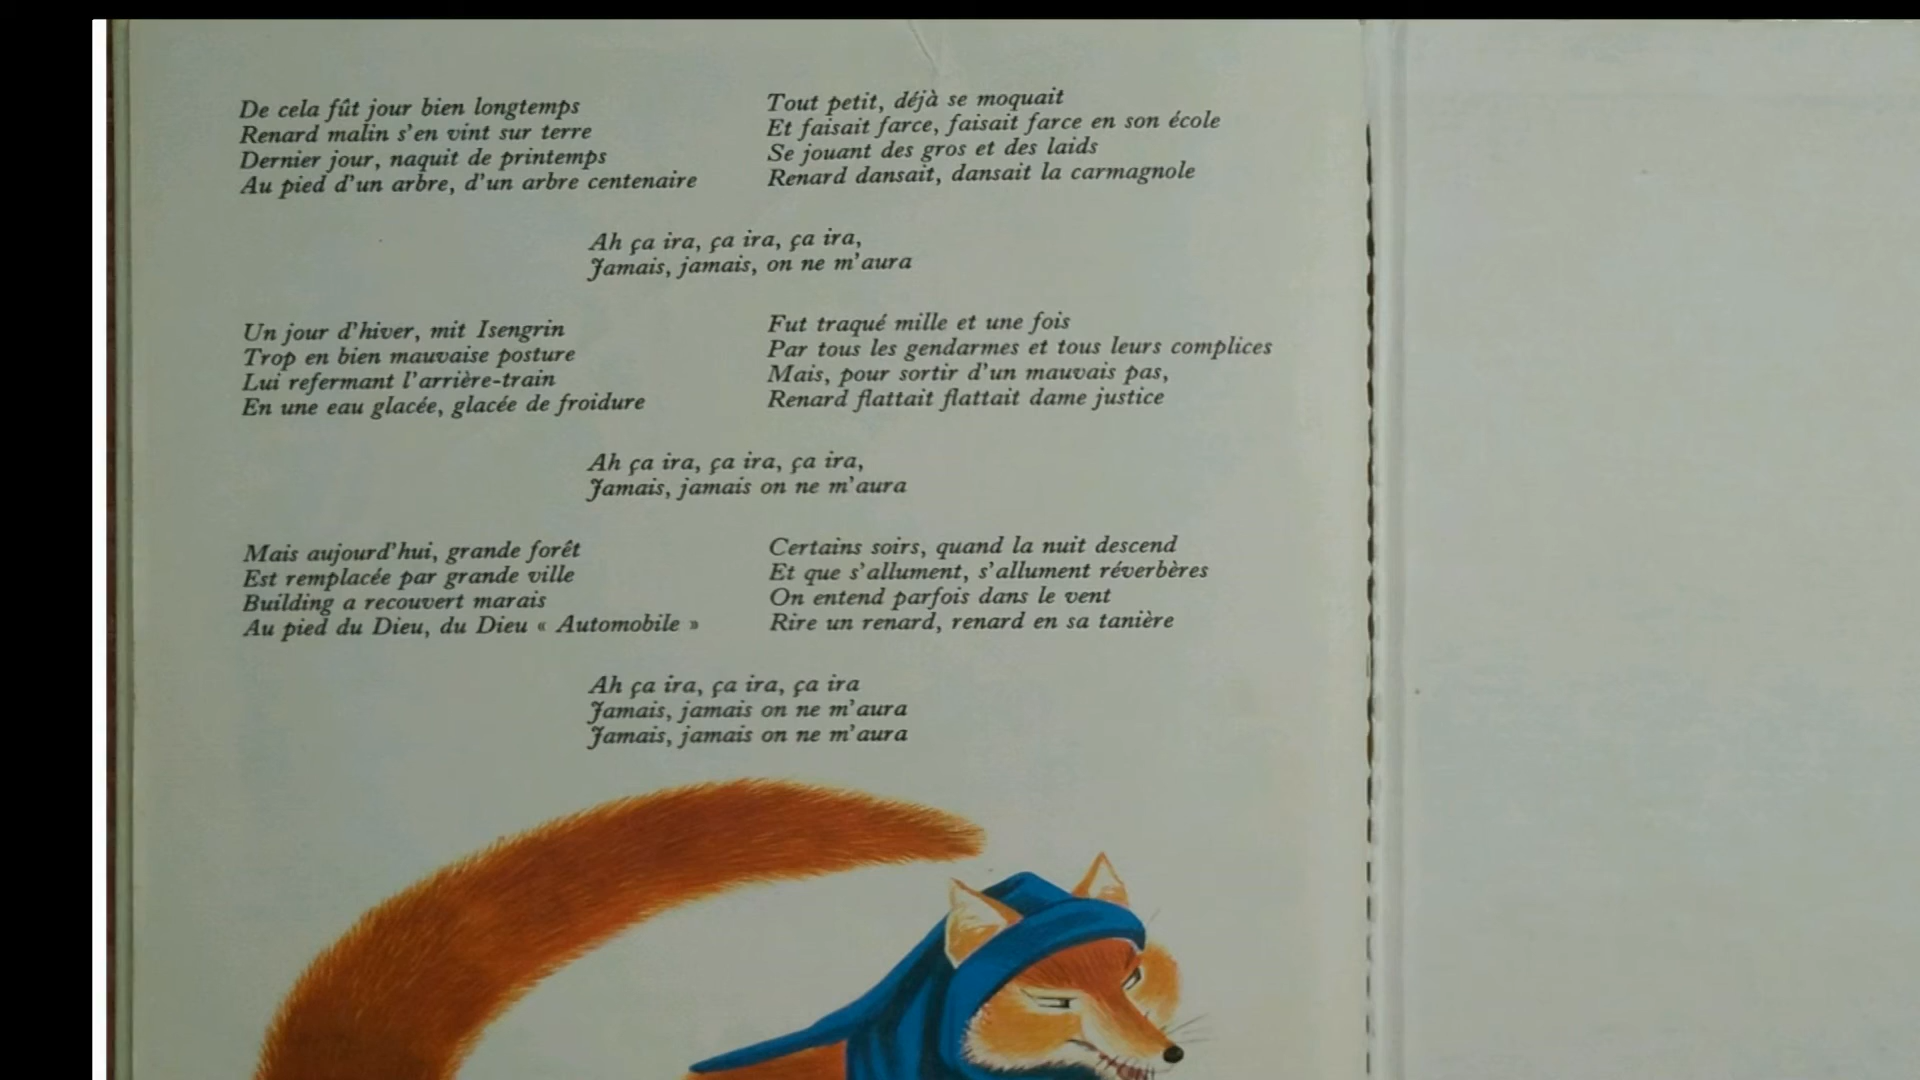 De cela fût jour bien longtemps
Renard malin s'en vint sur terre
Dernier jour, naquit de printemps
Au pied d'un arbre, d'un arbre centenaire
Tout petit, déjà se moquait
Et faisait farce, faisait farce en son école
Se jouant des gros et des laids
Renard dansait, dansait la carmagnole
Ah ça ira, ça ira, ça ira,
Jamais, jamais, on ne m'aura
Un jour d'hiver, mit Isengrin
Trop en bien mauvaise posture
Lui refermant l'arrière-train
En une eau glacée, glacée de froidure
Fut traqué mille et une fois
Par tous les gendarmes et tous leurs complices
Mais, pour sortir d'un mauvais pas,
Renard flattait flattait dame justice
Ah ça ira, ça ira, ça ira,
Jamais, jamais on ne m'aura
Mais aujourd'hui, grande forêt
Est remplacée par grande ville
Building a recouvert marais
Au pied du Dieu, du Dieu « Automobile »
Certains soirs, quand la nuit descend
Et que s'allument, s'allument réverbères
On entend parfois dans le vent
Rire un renard, renard en sa tanière
Ah ça ira, ça ira, ça ira
Jamais, jamais on ne m'aura
Jamais, jamais on ne m'aura